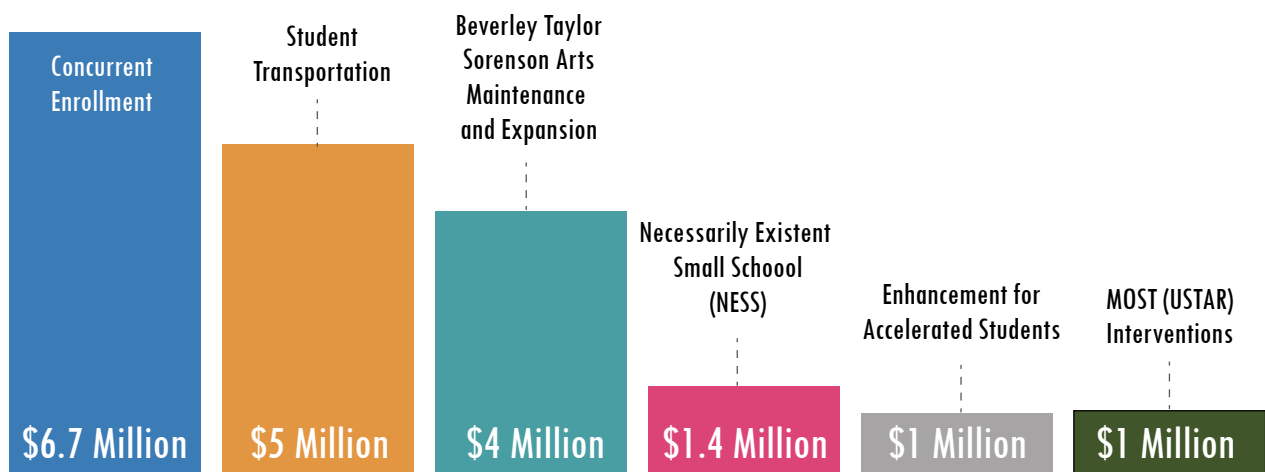 Concurrent
Enrollment
$6.7 Million
Student
Transportation
$5 Million
Beverley Taylor
Sorenson Arts
Maintenance
and Expansion
$4 Million
Necessarily Existent
Small Schoool
(NESS)
$1.4 Million
Enhancement for
Accelerated Students
$1 Million
MOST (USTAR)
Interventions
$1 Million